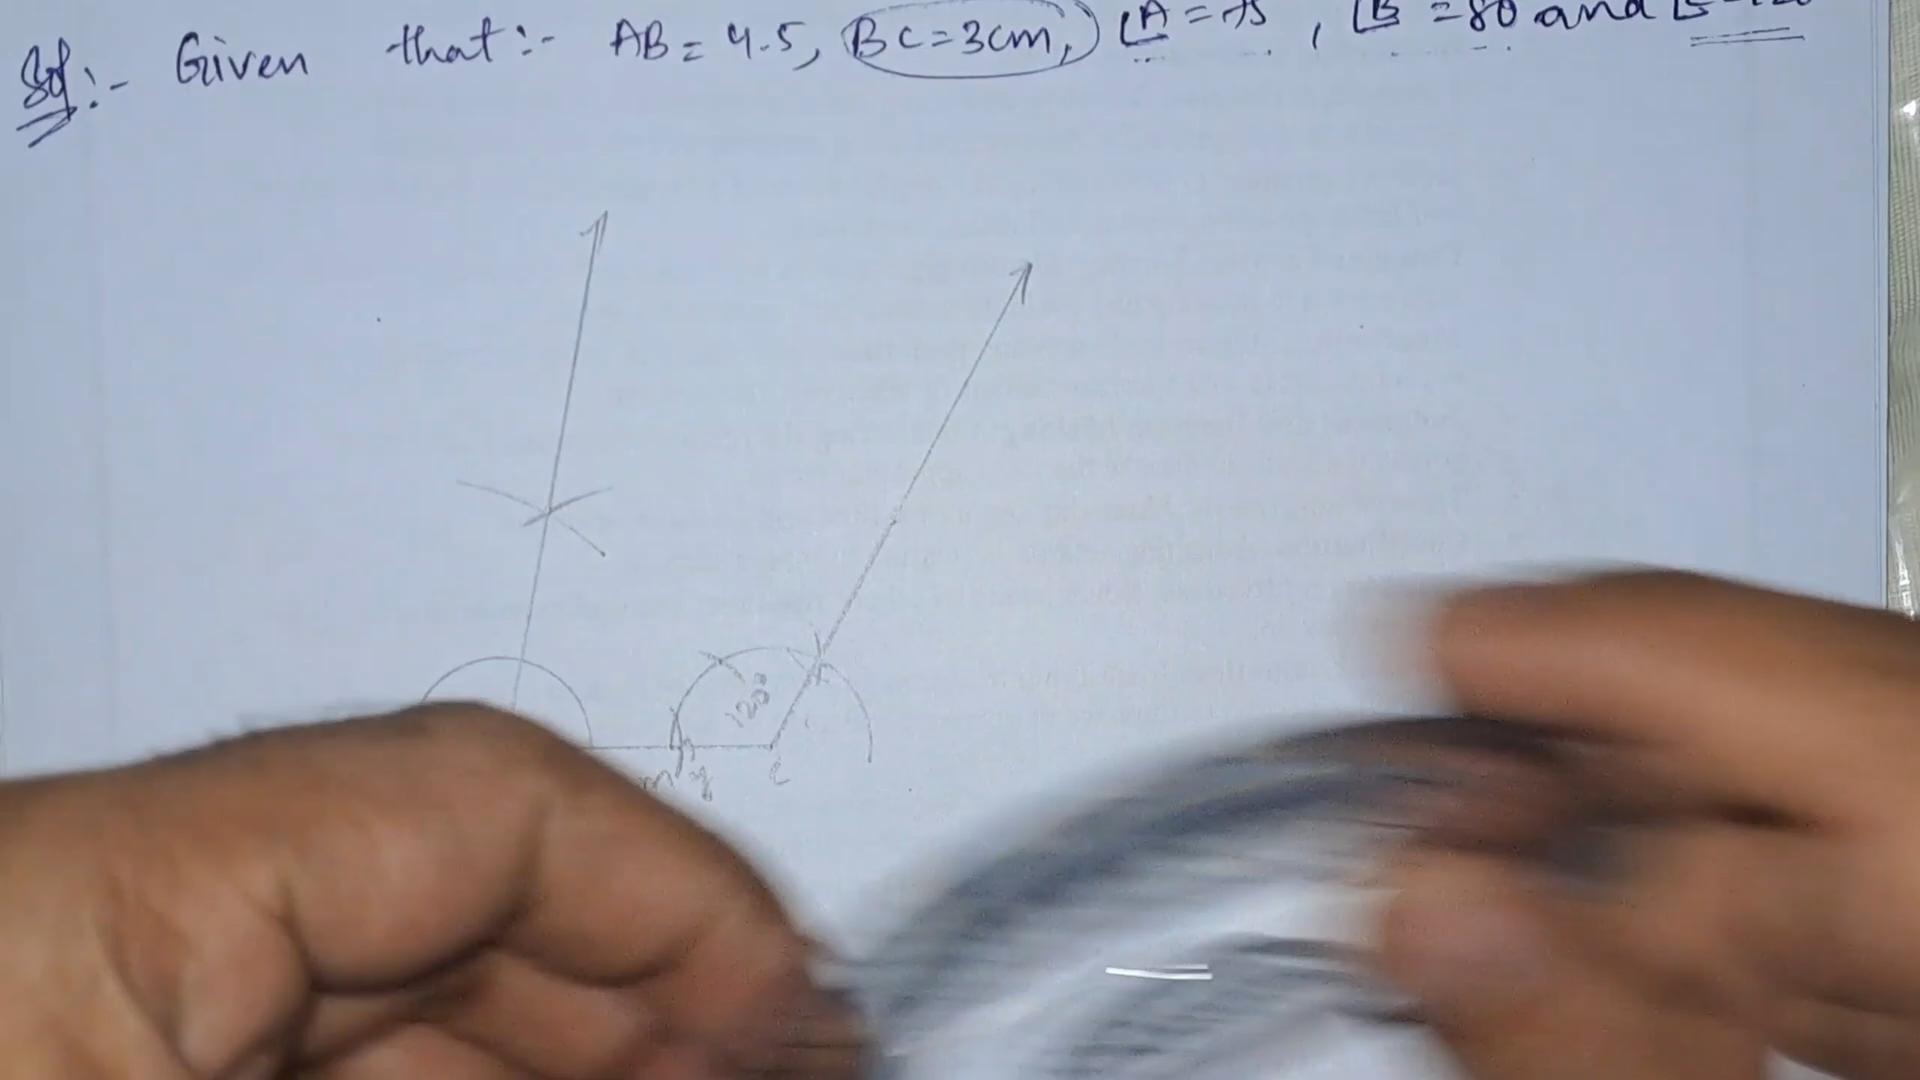 Sol:- Given that:- AB = 4.5, BC=3cm, ∠A = 75, ∠B = 80 and
120°
m y C